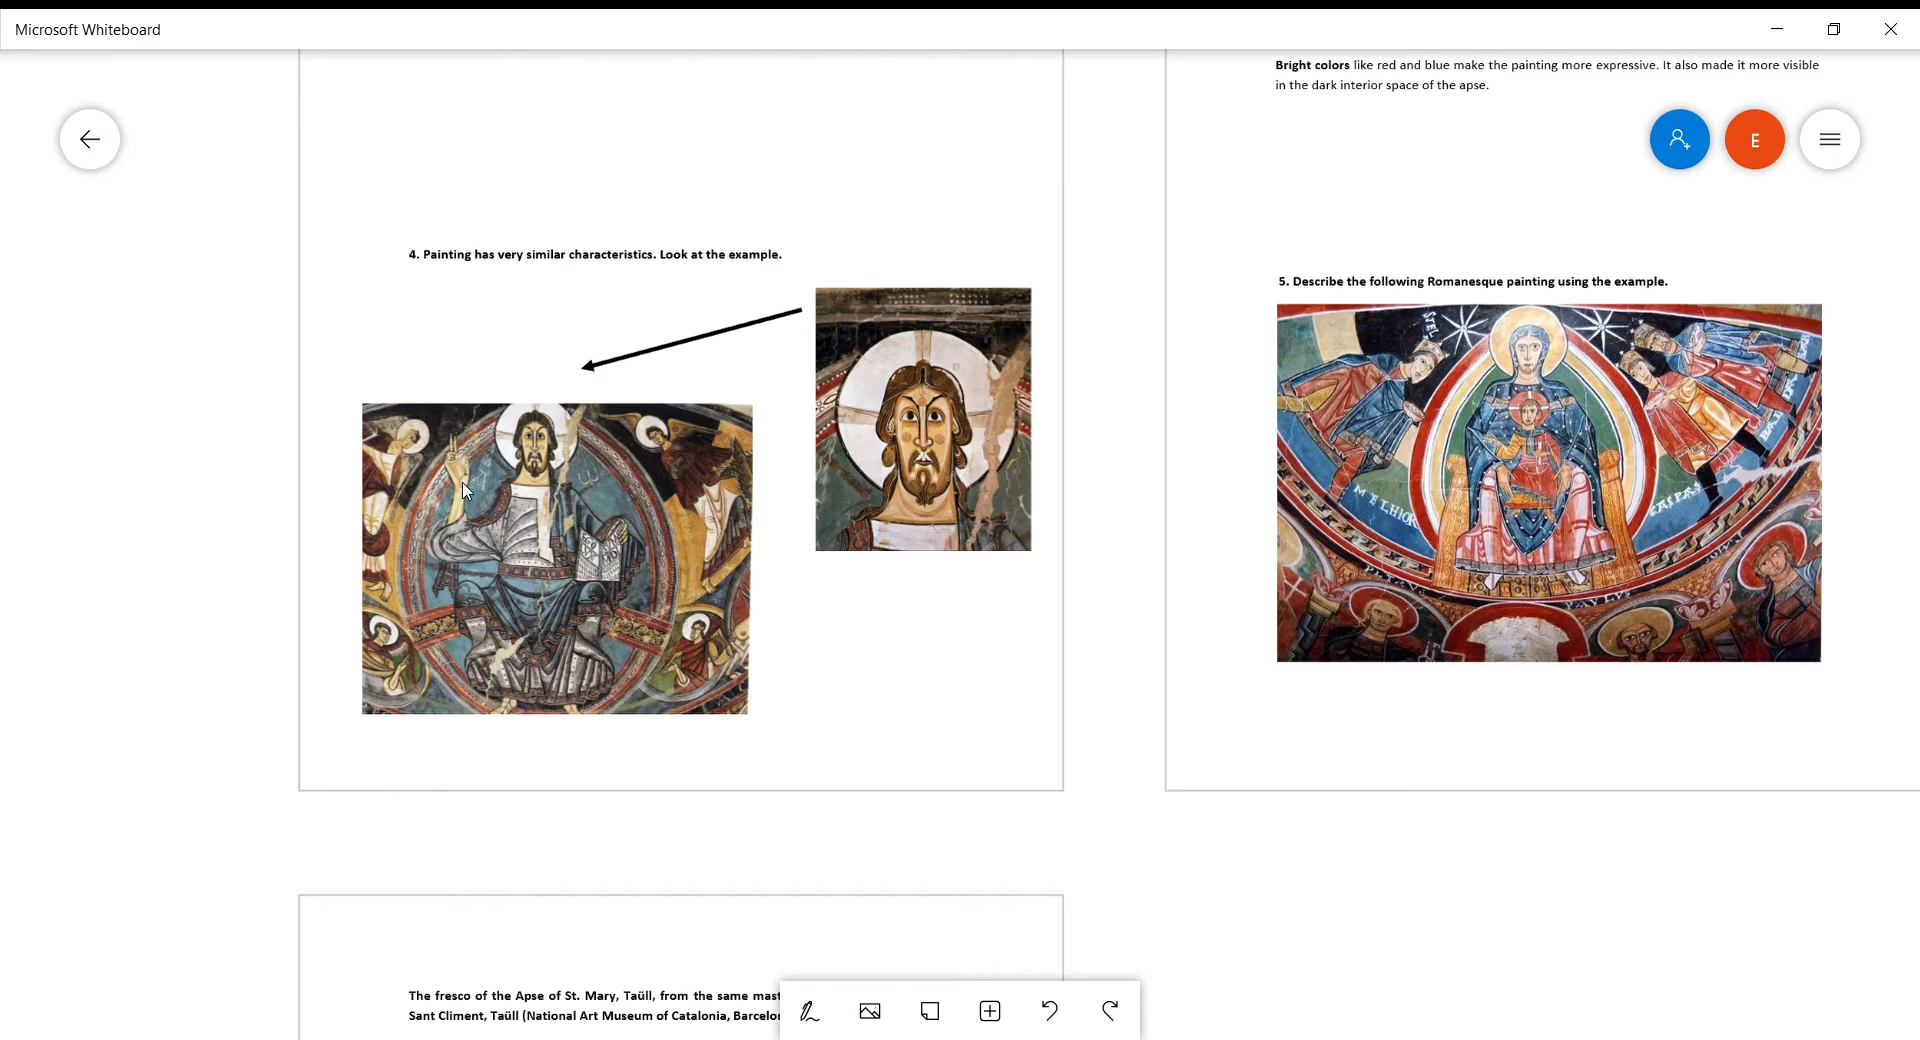 Microsoft Whiteboard
Bright colors like red and blue make the painting more expressive. It also made it more visible
in the dark interior space of the apse.
E
4. Painting has very similar characteristics. Look at the example.
5. Describe the following Romanesque painting using the example.
STEL
MELHIOR
GASPAS
The fresco of the Apse of St. Mary, Taüll, from the same mast
Sant Climent, Taüll (National Art Museum of Catalonia, Barcelon